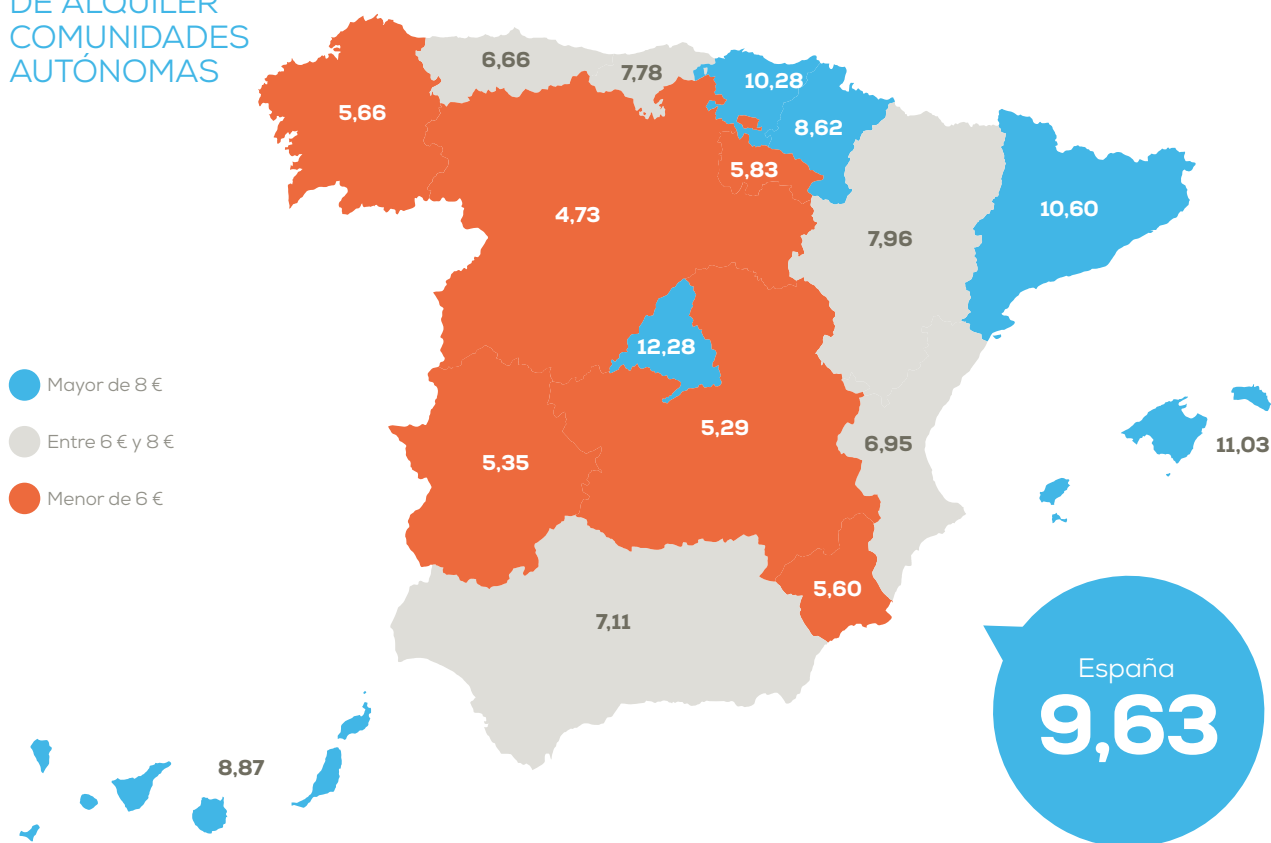 DE ALQUILER
COMUNIDADES
AUTÓNOMAS
6,66
7,78
10,28
5,66
8,62
5,83
4,73
10,60
7,96
12,28
Mayor de 8 €
Entre 6 € y 8 €
Menor de 6 €
5,29
6,95
11,03
5,35
5,60
7,11
España
9,63
8,87